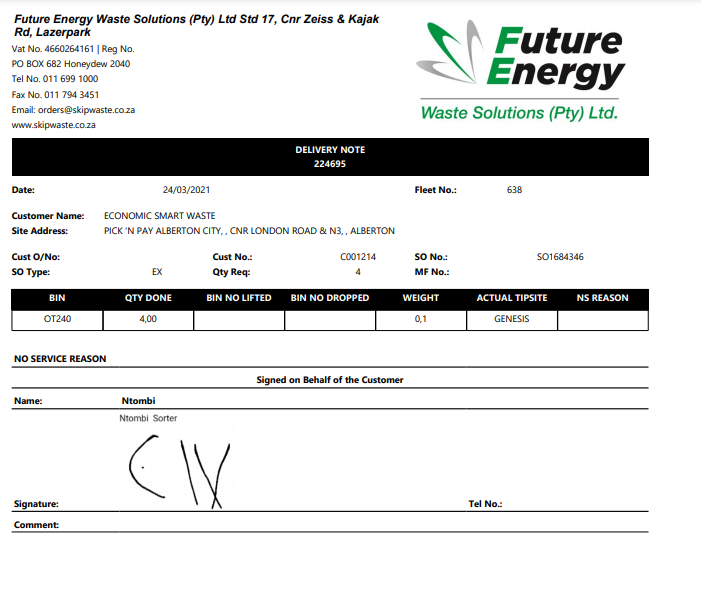 Future Energy Waste Solutions (Pty) Ltd Std 17, Cnr Zeiss & Kajak
Rd, Lazerpark
Vat No. 4660264161 | Reg No.
PO BOX 682 Honeydew 2040
Tel No. 011 699 1000
Fax No. 011 794 3451
Email: orders@skipwaste.co.za
www.skipwaste.co.za
Future
Energy
Waste Solutions (Pty) Ltd.
DELIVERY NOTE
224695
Date: 24/03/2021 Fleet No.: 638
Customer Name: ECONOMIC SMART WASTE
Site Address: PICK 'N PAY ALBERTON CITY, , CNR LONDON ROAD & N3, , ALBERTON
Cust O/No: Cust No.: C001214 SO No.: SO1684346
SO Type: EX Qty Req: 4 MF No.:
BIN QTY DONE BIN NO LIFTED BIN NO DROPPED WEIGHT ACTUAL TIPSITE NS REASON
OT240 4,00 0,1 GENESIS
NO SERVICE REASON
Signed on Behalf of the Customer
Name: Ntombi
Ntombi Sorter
Signature: Tel No.:
Comment: